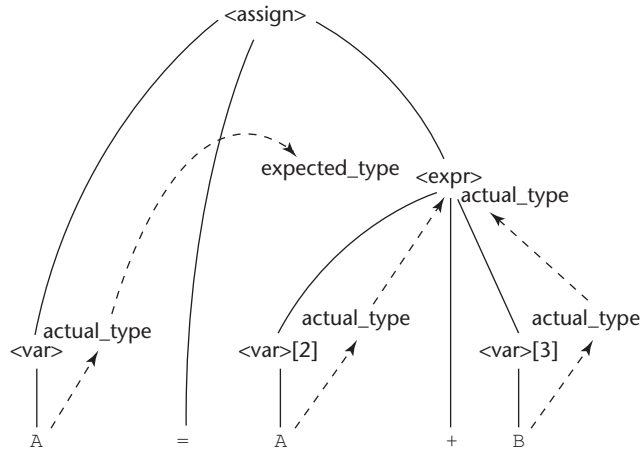 <assign>
expected_type <expr>
actual_type
actual_type actual_type actual_type
<var> <var>[2] <var>[3]
A = A + B